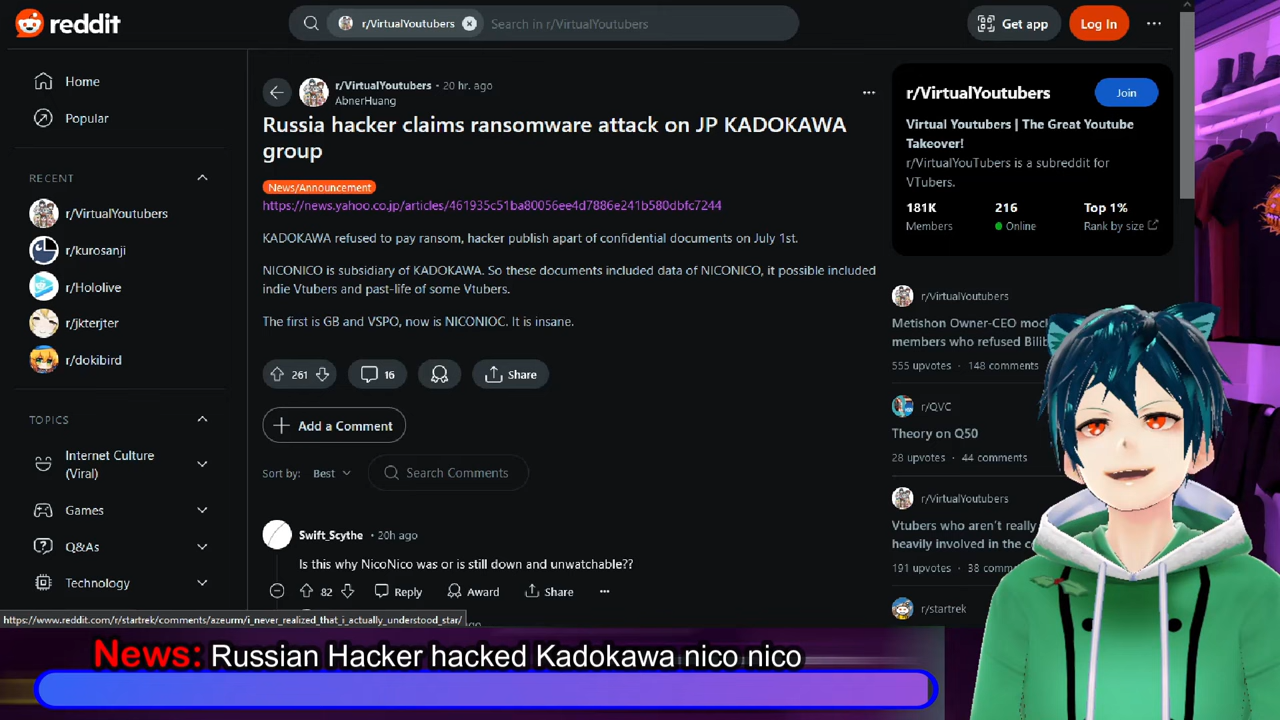 reddit
r/VirtualYoutubers
Search in r/VirtualYoutubers
Get app
Log In
Home
Popular
RECENT
r/VirtualYoutubers
r/kurosanji
r/Hololive
r/jkterjter
r/dokibird
TOPICS
Internet Culture
(Viral)
Games
Q&As
Technology
r/VirtualYoutubers • 20 hr. ago
AbnerHuang
Russia hacker claims ransomware attack on JP KADOKAWA
group
News/Announcement
https://news.yahoo.co.jp/articles/461935c51ba80056ee4d7886e241b580dbfc7244
KADOKAWA refused to pay ransom, hacker publish apart of confidential documents on July 1st.
NICONICO is subsidiary of KADOKAWA. So these documents included data of NICONICO, it possible included
indie Vtubers and past-life of some Vtubers.
The first is GB and VSPO, now is NICONIOC. It is insane.
261
16
Share
Add a Comment
Sort by: Best
Search Comments
Swift_Scythe • 20h ago
Is this why NicoNico was or is still down and unwatchable??
82
Reply
Award
Share
r/VirtualYoutubers
Join
Virtual Youtubers | The Great Youtube
Takeover!
r/VirtualYouTubers is a subreddit for
VTubers.
181K
216
Top 1%
Members
Online
Rank by size
r/VirtualYoutubers
Metishon Owner-CEO mock
members who refused Bilib
555 upvotes • 148 comments
r/QVC
Theory on Q50
28 upvotes • 44 comments
r/VirtualYoutubers
Vtubers who aren't really
heavily involved in the co
191 upvotes • 38 comm
r/startrek
https://www.reddit.com/r/startrek/comments/azeurm/i_never_realized_that_i_actually_understood_star/
News: Russian Hacker hacked Kadokawa nico nico